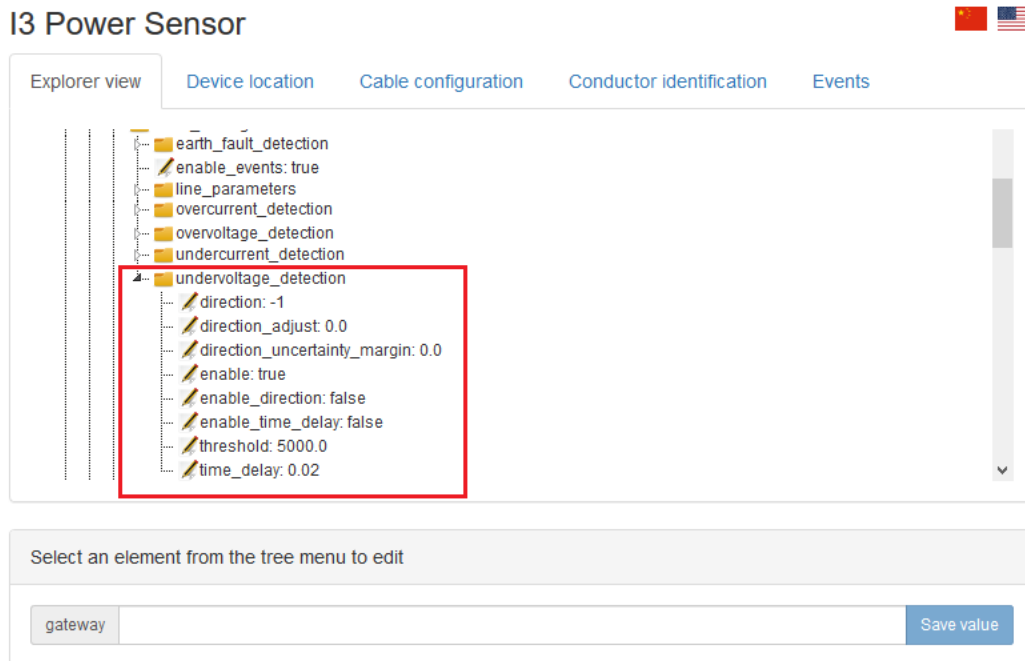 I3 Power Sensor
Explorer view Device location Cable configuration Conductor identification Events
earth_fault_detection
enable_events: true
line_parameters
overcurrent_detection
overvoltage_detection
undercurrent_detection
undervoltage_detection
direction: -1
direction_adjust: 0.0
direction_uncertainty_margin: 0.0
enable: true
enable_direction: false
enable_time_delay: false
threshold: 5000.0
time_delay: 0.02
Select an element from the tree menu to edit
gateway Save value